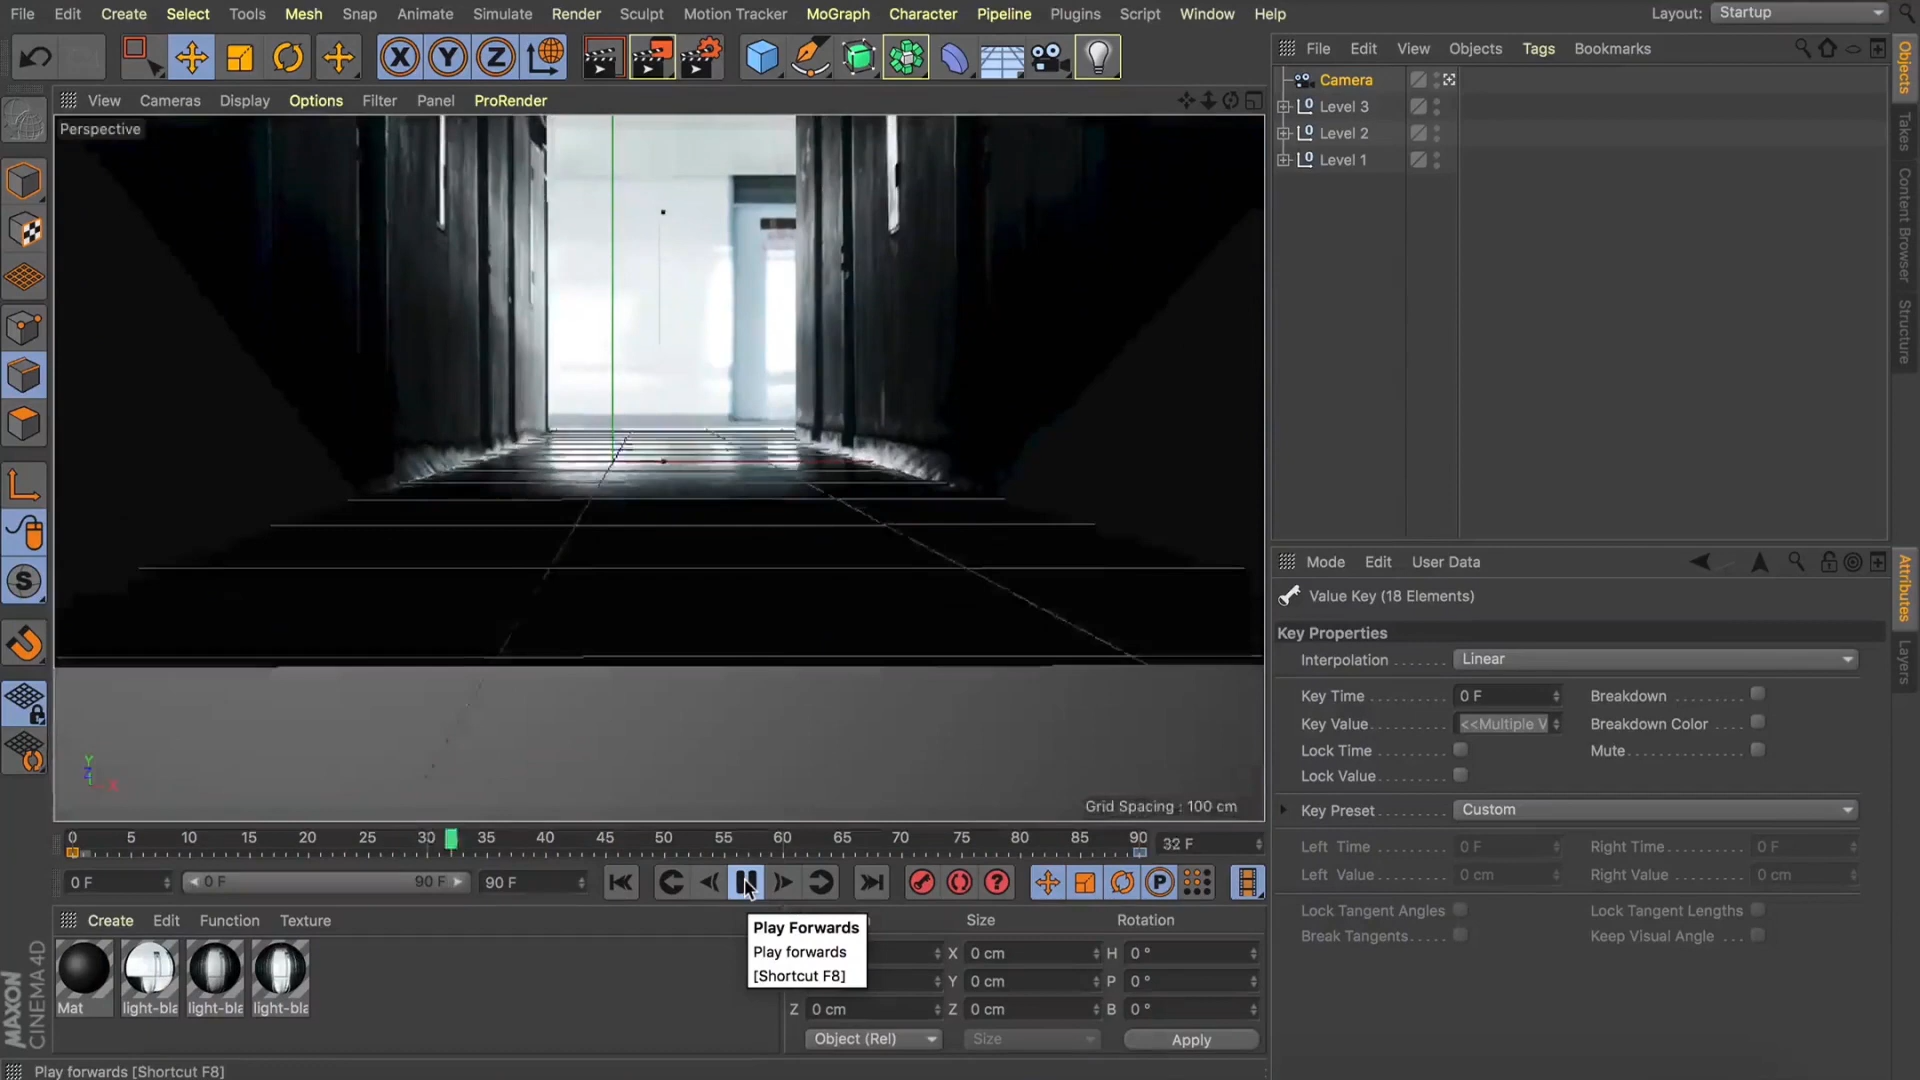 File Edit Create Select Tools Mesh Snap Animate Simulate Render Sculpt Motion Tracker MoGraph Character Pipeline Plugins Script Window Help Layout: Startup
File Edit View Objects Tags Bookmarks
View Cameras Display Options Filter Panel ProRender
Perspective
Camera
Level 3
Level 2
Level 1
Objects
Takes
Content Browser
Structure
Mode Edit User Data
Value Key (18 Elements)
Key Properties
Interpolation Linear
Key Time 0 F Breakdown
Key Value <<Multiple V Breakdown Color
Lock Time Mute
Lock Value
Key Preset Custom
Left Time 0 F Right Time 0 F
Left Value 0 cm Right Value 0 cm
Lock Tangent Angles Lock Tangent Lengths
Break Tangents Keep Visual Angle
Attributes
Layers
Y
Z
X
Grid Spacing : 100 cm
0 5 10 15 20 25 30 35 40 45 50 55 60 65 70 75 80 85 90 32 F
0 F 0 F 90 F 90 F
Create Edit Function Texture
Size Rotation
Play Forwards
Play forwards
[Shortcut F8]
X 0 cm H 0 °
Y 0 cm P 0 °
Z 0 cm Z 0 cm B 0 °
Object (Rel) Size Apply
Mat light-bla light-bla light-bla
MAXON
CINEMA 4D
Play forwards [Shortcut F8]